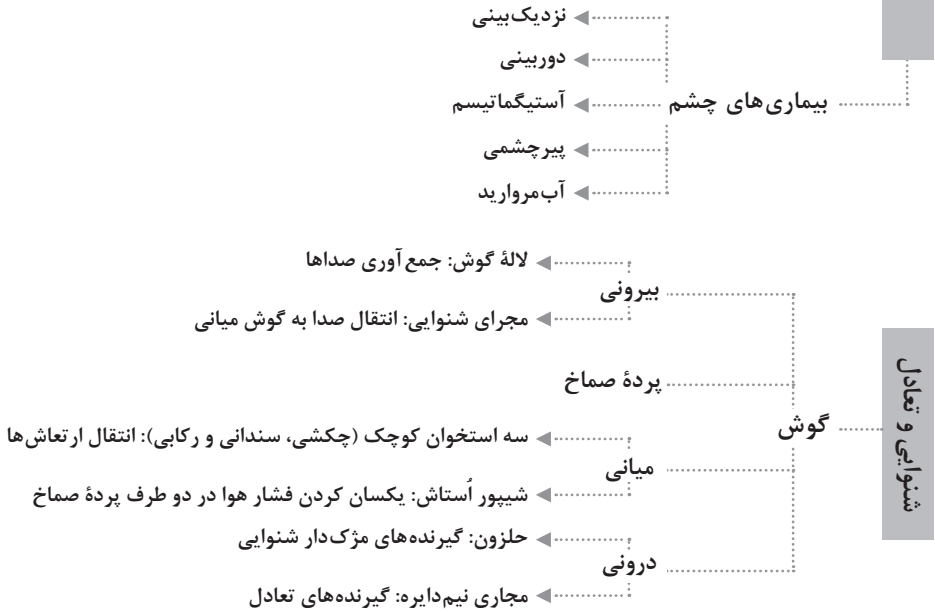 نزدیک‌بینی
دوربینی
بیماری‌های چشم
آستیگماتیسم
پیرچشمی
آب‌مروارید
شنوایی و تعادل
گوش
بیرونی
لالهٔ گوش: جمع‌آوری صداها
مجرای شنوایی: انتقال صدا به گوش میانی
پردهٔ صماخ
میانی
سه استخوان کوچک (چکشی، سندانی و رکابی): انتقال ارتعاش‌ها
شیپور اُستاش: یکسان کردن فشار هوا در دو طرف پردهٔ صماخ
درونی
حلزون: گیرنده‌های مژک‌دار شنوایی
مجاری نیم‌دایره: گیرنده‌های تعادل